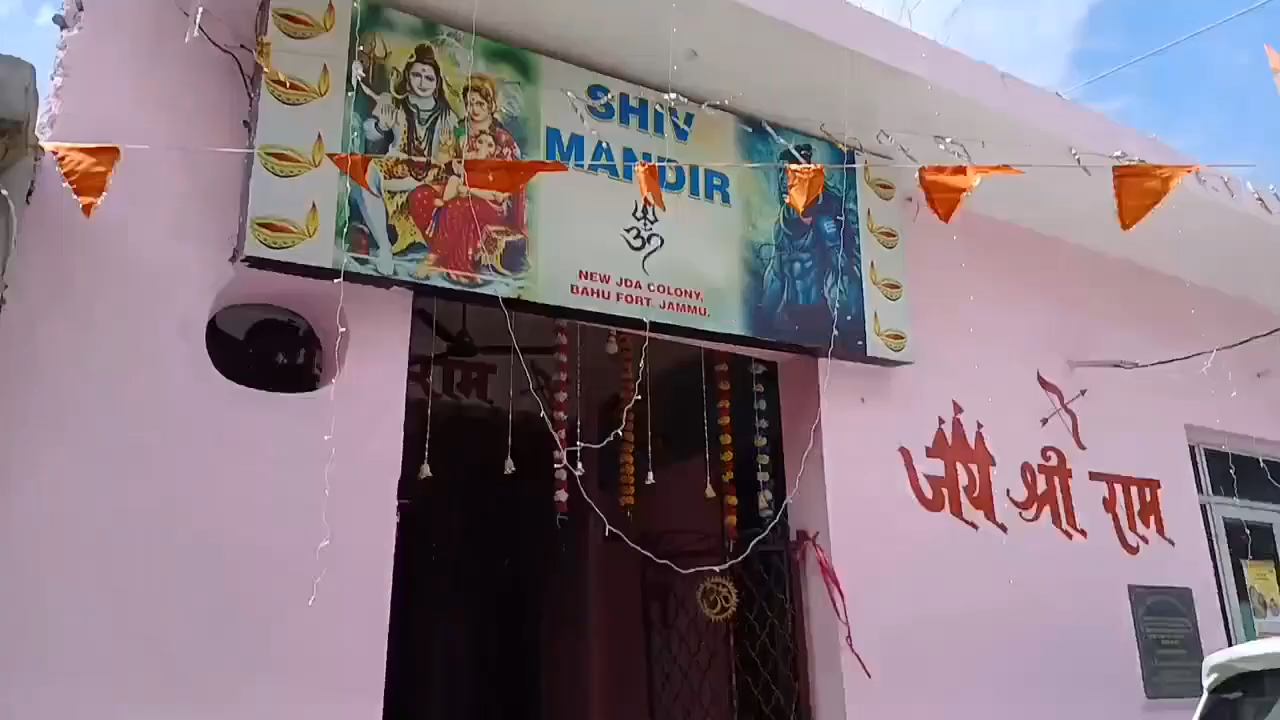 SHIV
MANDIR
ॐ
NEW JDA COLONY,
BAHU FORT, JAMMU.
राम
जय श्री राम
ॐ